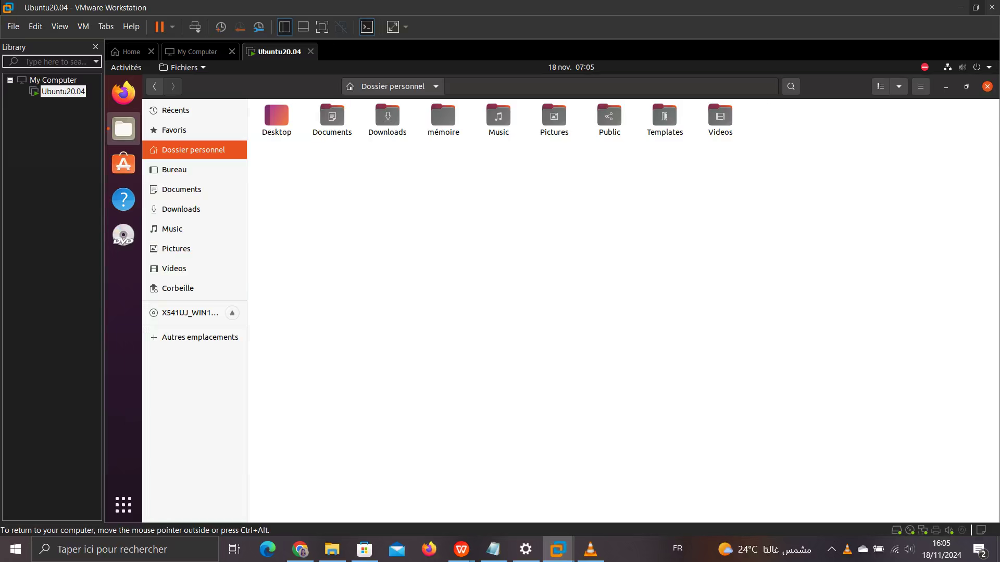 Ubuntu20.04 - VMware Workstation
File Edit View VM Tabs Help
Library
Type here to sea...
My Computer
Ubuntu20.04
Home
My Computer
Ubuntu20.04
Activités
Fichiers
18 nov. 07:05
Dossier personnel
Récents
Favoris
Dossier personnel
Bureau
Documents
Downloads
Music
Pictures
Videos
Corbeille
X541UJ_WIN1...
Autres emplacements
Desktop
Documents
Downloads
mémoire
Music
Pictures
Public
Templates
Videos
DVD
To return to your computer, move the mouse pointer outside or press Ctrl+Alt.
Taper ici pour rechercher
FR
24°C مشمس غالبًا
16:05
18/11/2024
2